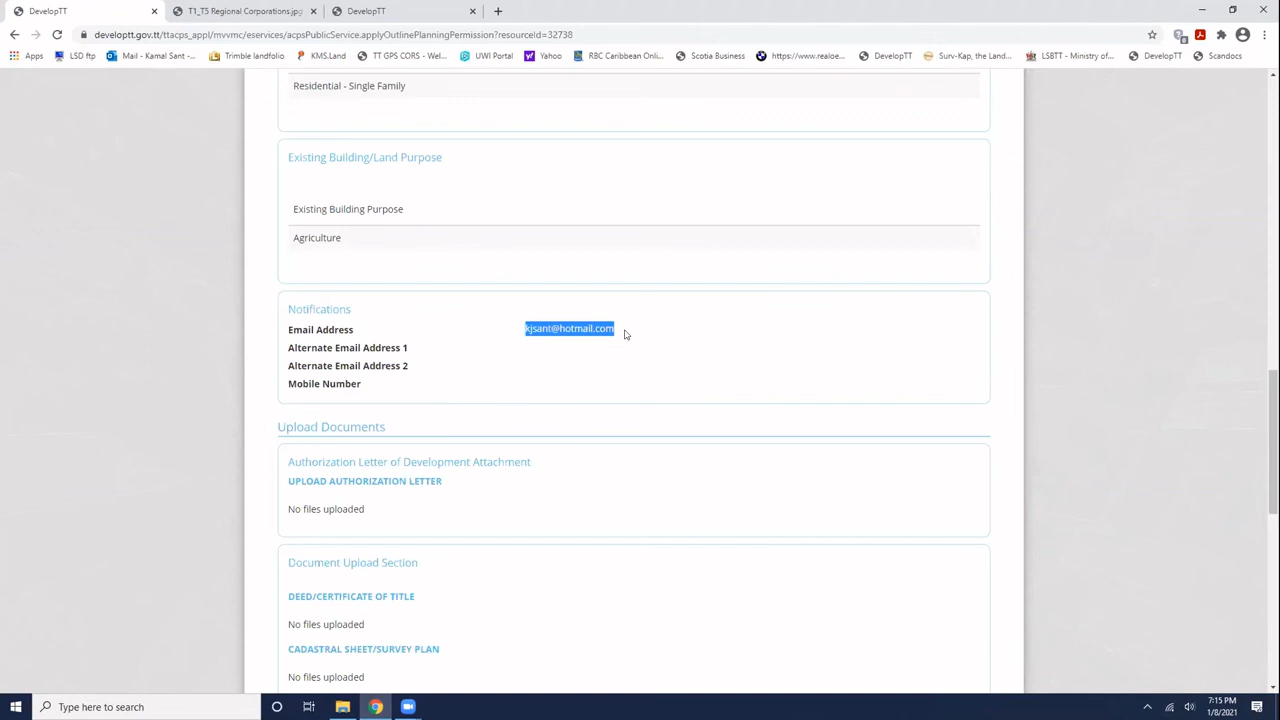 DevelopTT
T1_T5 Regional Corporations.jpg
DevelopTT
developtt.gov.tt/ttacps_appl/mvvmc/eservices/acpsPublicService.applyOutlinePlanningPermission?resourceId=32738
Apps
LSD ftp
Mail - Kamal Sant -...
Trimble landfolio
KMS.Land
TT GPS CORS - Wel...
UWI Portal
Yahoo
RBC Caribbean Onli...
Scotia Business
https://www.realoe...
DevelopTT
Surv-Kap, the Land...
LSBTT - Ministry of...
DevelopTT
Scandocs
Residential - Single Family
Existing Building/Land Purpose
Existing Building Purpose
Agriculture
Notifications
Email Address kjsant@hotmail.com
Alternate Email Address 1
Alternate Email Address 2
Mobile Number
Upload Documents
Authorization Letter of Development Attachment
UPLOAD AUTHORIZATION LETTER
No files uploaded
Document Upload Section
DEED/CERTIFICATE OF TITLE
No files uploaded
CADASTRAL SHEET/SURVEY PLAN
No files uploaded
Type here to search
7:15 PM
1/8/2021